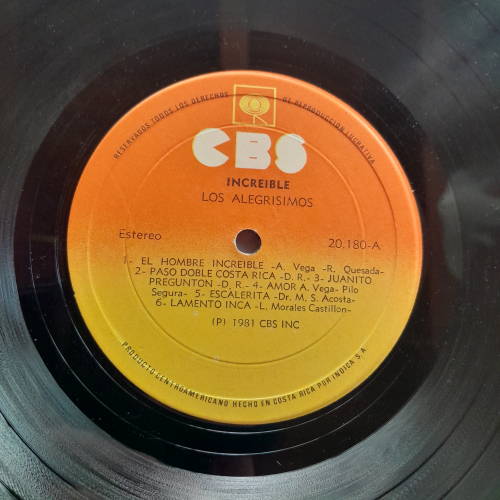 RESERVADOS TODOS LOS DERECHOS DE REPRODUCCION LUCRATIVA
CBS
INCREIBLE
LOS ALEGRISIMOS
Estereo 20.180-A
1- EL HOMBRE INCREIBLE -A. Vega -R. Quesada-
2- PASO DOBLE COSTA RICA -D. R.- 3- JUANITO
PREGUNTON -D. R.- 4- AMOR A. Vega- Pilo
Segura- 5- ESCALERITA -Dr. M. S. Acosta-
6- LAMENTO INCA -L. Morales Castillon-
(P) 1981 CBS INC
PRODUCTO CENTROAMERICANO HECHO EN COSTA RICA POR INDICA S.A.